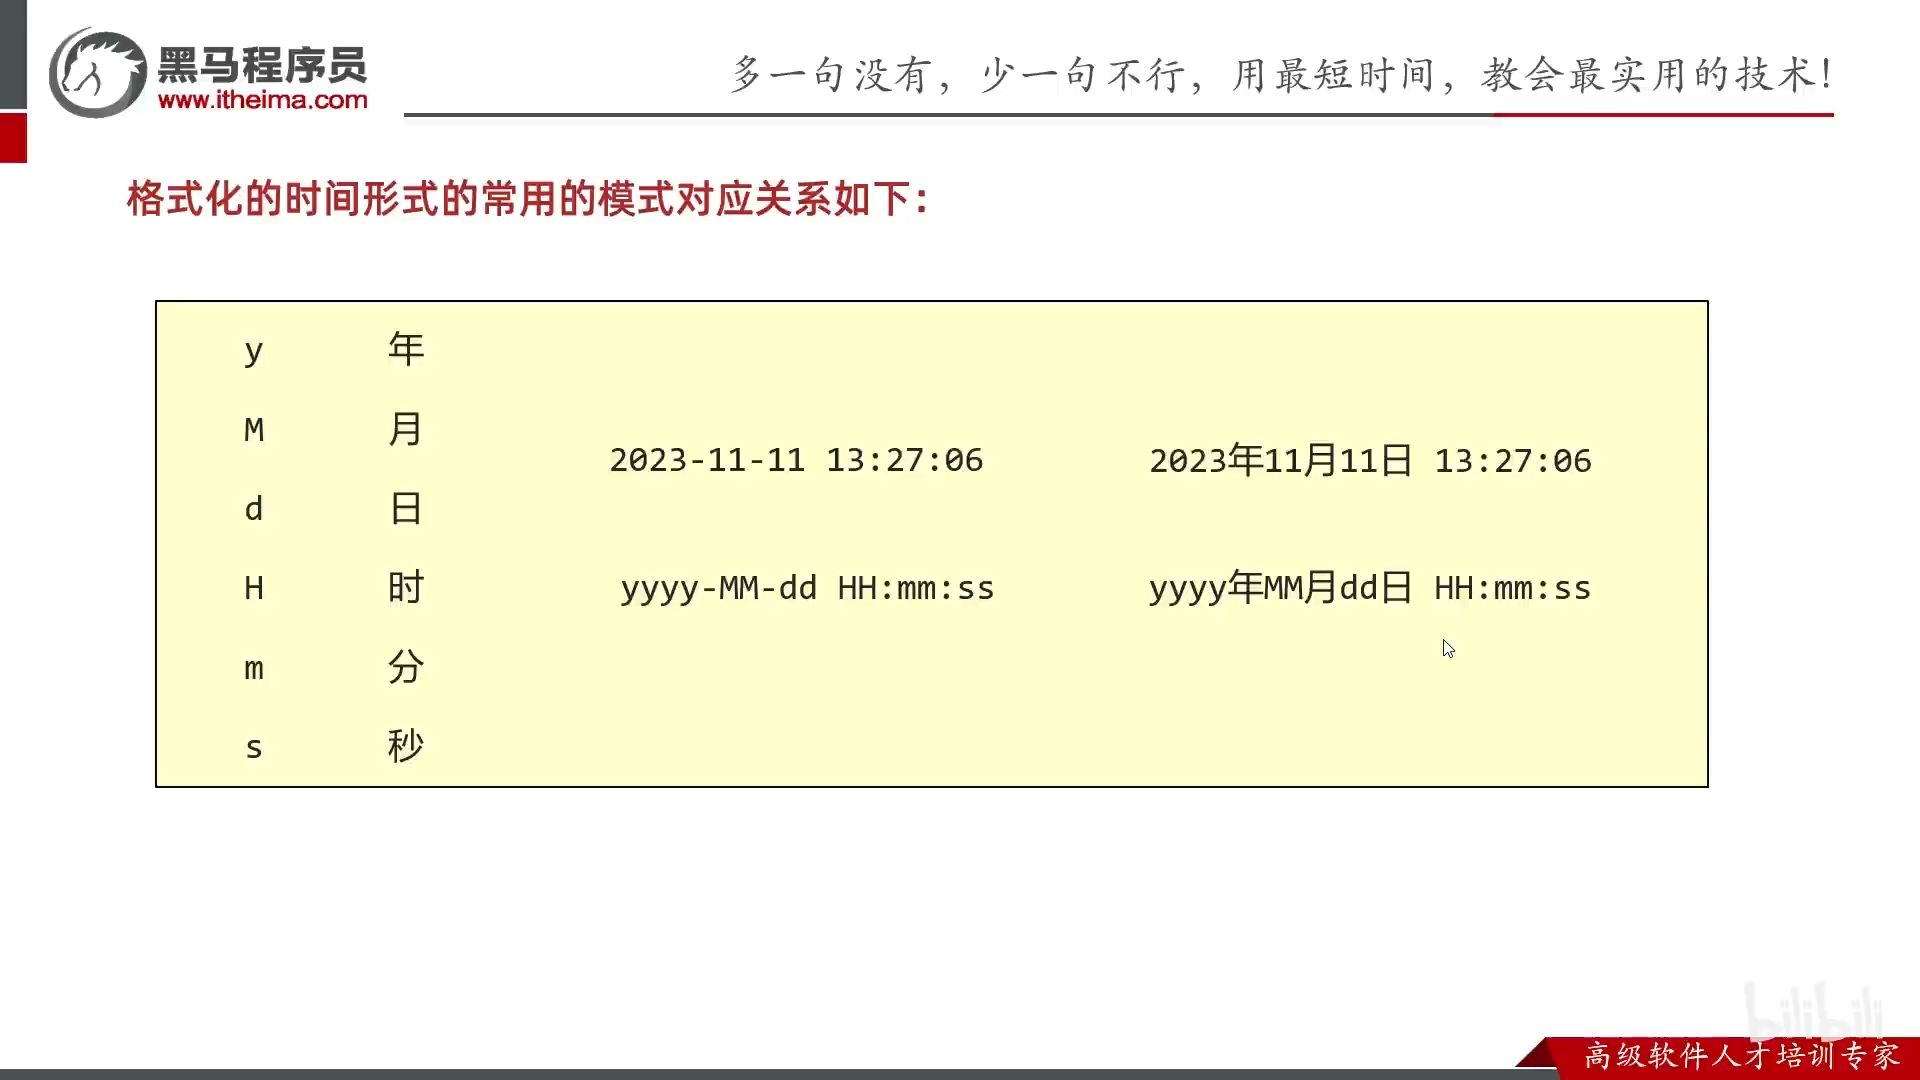 黑马程序员
www.itheima.com
多一句没有，少一句不行，用最短时间，教会最实用的技术！
格式化的时间形式的常用的模式对应关系如下：
y 年
M 月
2023-11-11 13:27:06 2023年11月11日 13:27:06
d 日
H 时 yyyy-MM-dd HH:mm:ss yyyy年MM月dd日 HH:mm:ss
m 分
s 秒
bilibili
高级软件人才培训专家